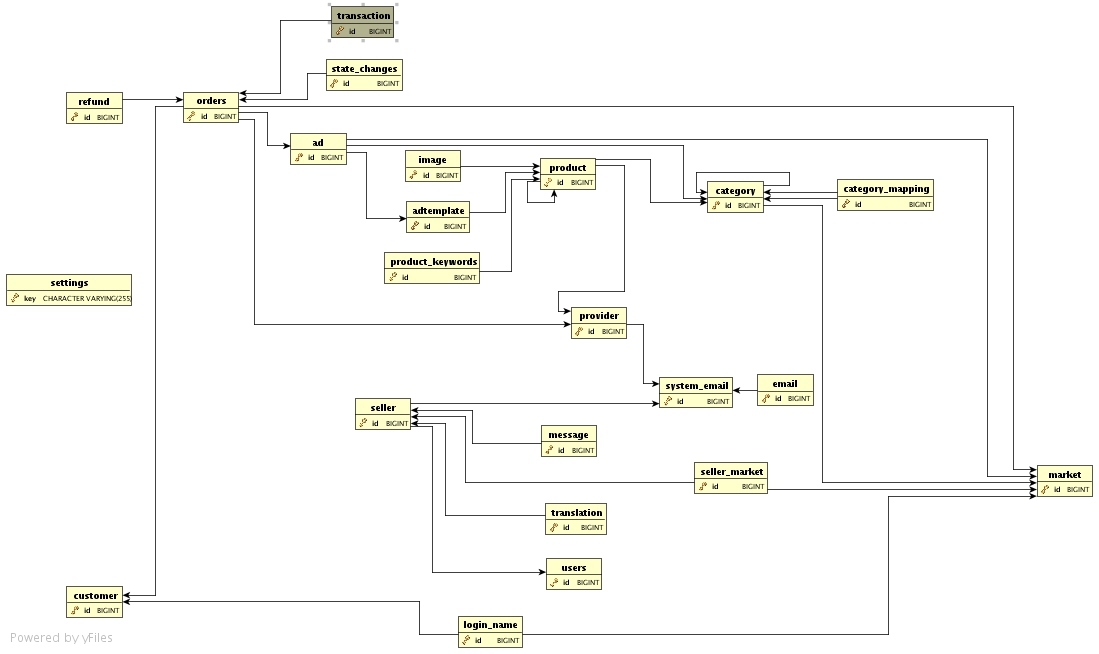 transaction
id BIGINT
state_changes
id BIGINT
refund
id BIGINT
orders
id BIGINT
ad
id BIGINT
image
id BIGINT
product
id BIGINT
category
id BIGINT
category_mapping
id BIGINT
adtemplate
id BIGINT
product_keywords
id BIGINT
settings
key CHARACTER VARYING(255)
provider
id BIGINT
system_email
id BIGINT
email
id BIGINT
seller
id BIGINT
message
id BIGINT
seller_market
id BIGINT
market
id BIGINT
translation
id BIGINT
users
id BIGINT
customer
id BIGINT
login_name
id BIGINT
Powered by yFiles